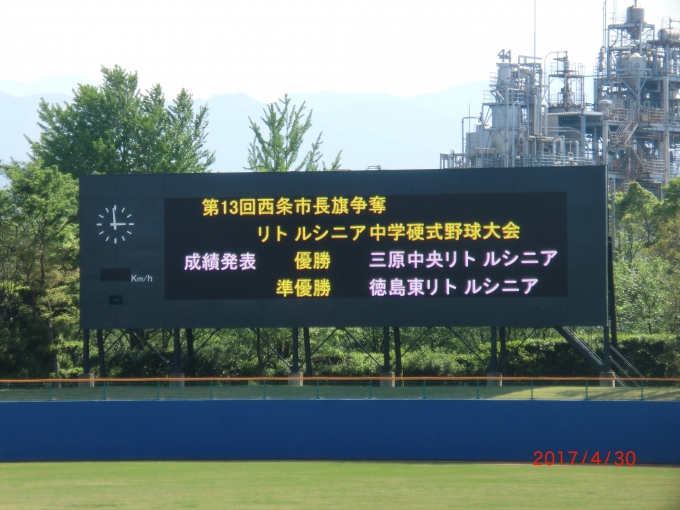 第13回西条市長旗争奪
リト ルシニア中学硬式野球大会
成績発表 優勝 三原中央リト ルシニア
準優勝 徳島東リト ルシニア
Km/h
2017/4/30